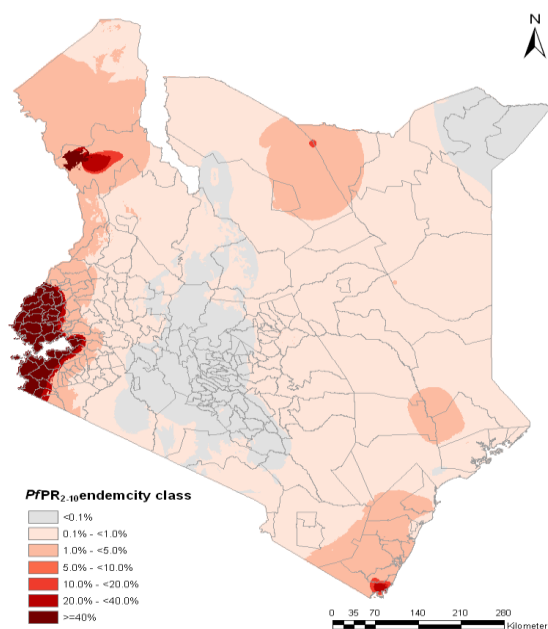 N
PfPR2-10endemcity class
<0.1%
0.1% - <1.0%
1.0% - <5.0%
5.0% - <10.0%
10.0% - <20.0%
20.0% - <40.0%
>=40%
0 35 70 140 210 280
Kilometer